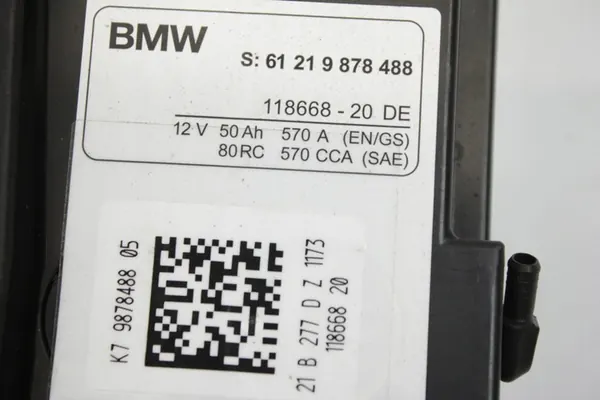 BMW
S: 61 21 9 878 488
118668 - 20 DE
12 V 50 Ah 570 A (EN/GS)
80 RC 570 CCA (SAE)
K7 9878488 05
21 B 277 D Z 1173
118668 20